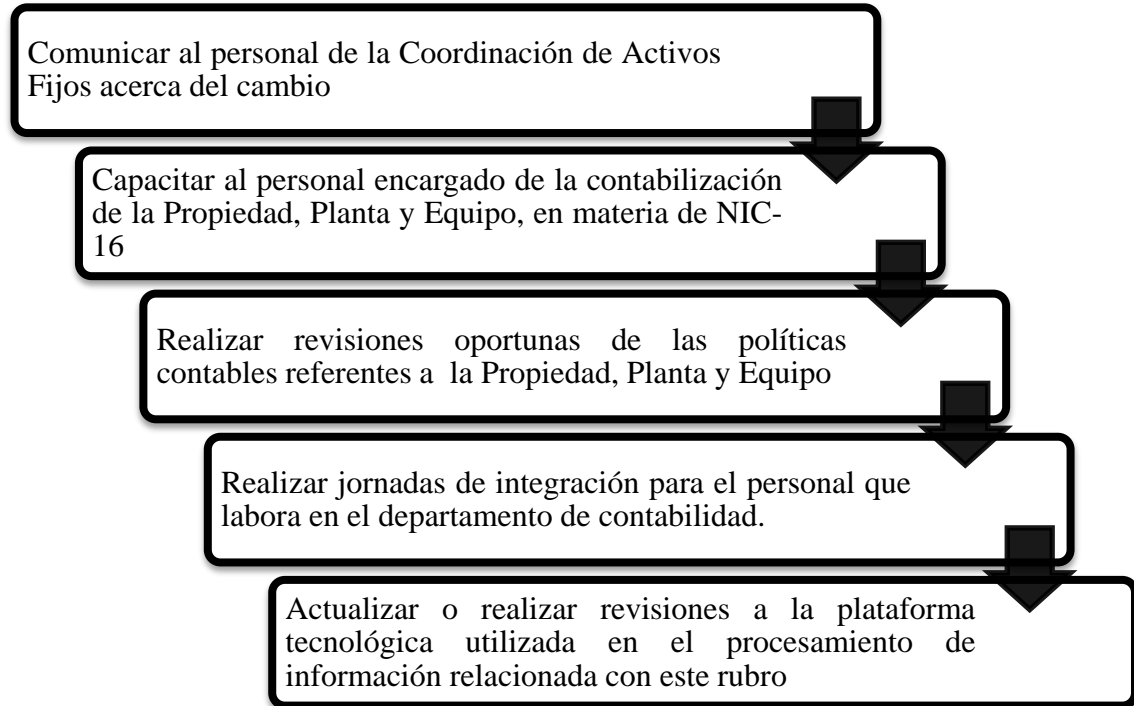 Comunicar al personal de la Coordinación de Activos
Fijos acerca del cambio
Capacitar al personal encargado de la contabilización
de la Propiedad, Planta y Equipo, en materia de NIC-
16
Realizar revisiones oportunas de las políticas
contables referentes a la Propiedad, Planta y Equipo
Realizar jornadas de integración para el personal que
labora en el departamento de contabilidad.
Actualizar o realizar revisiones a la plataforma
tecnológica utilizada en el procesamiento de
información relacionada con este rubro